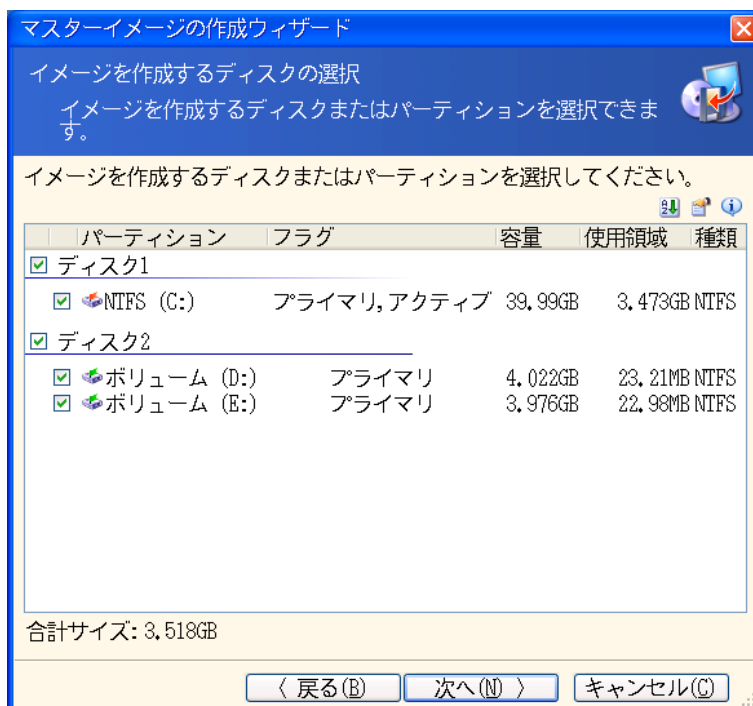 マスターイメージの作成ウィザード
イメージを作成するディスクの選択
イメージを作成するディスクまたはパーティションを選択できま
す。
イメージを作成するディスクまたはパーティションを選択してください。
パーティション フラグ 容量 使用領域 種類
ディスク1
NTFS (C:) プライマリ,アクティブ 39.99GB 3.473GB NTFS
ディスク2
ボリューム (D:) プライマリ 4.022GB 23.21MB NTFS
ボリューム (E:) プライマリ 3.976GB 22.98MB NTFS
合計サイズ: 3.518GB
〈 戻る(B) 次へ(N) 〉 キャンセル(C)